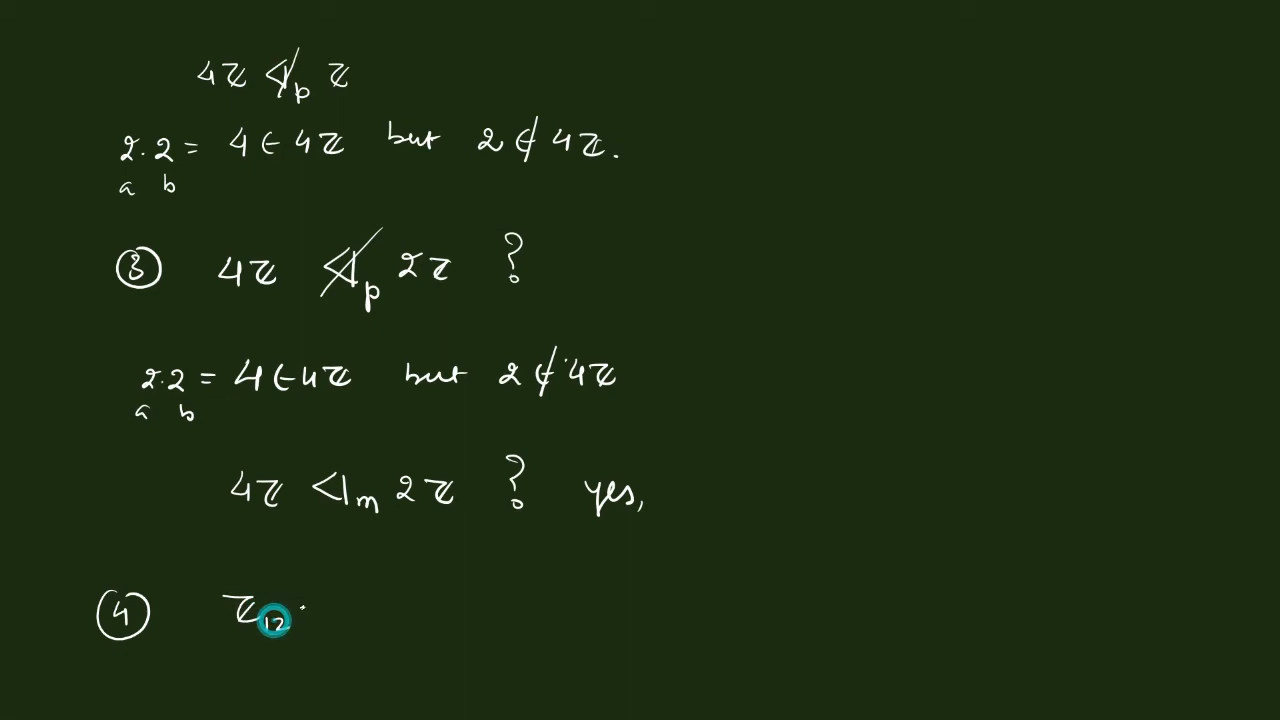 4ℤ ⋪p ℤ
2·2 = 4 ∈ 4ℤ but 2 ∉ 4ℤ.
a b
③ 4ℤ ⋪p 2ℤ ?
2·2 = 4 ∈ 4ℤ but 2 ∉ 4ℤ
a b
4ℤ ⊲m 2ℤ ? yes,
④ ℤ12